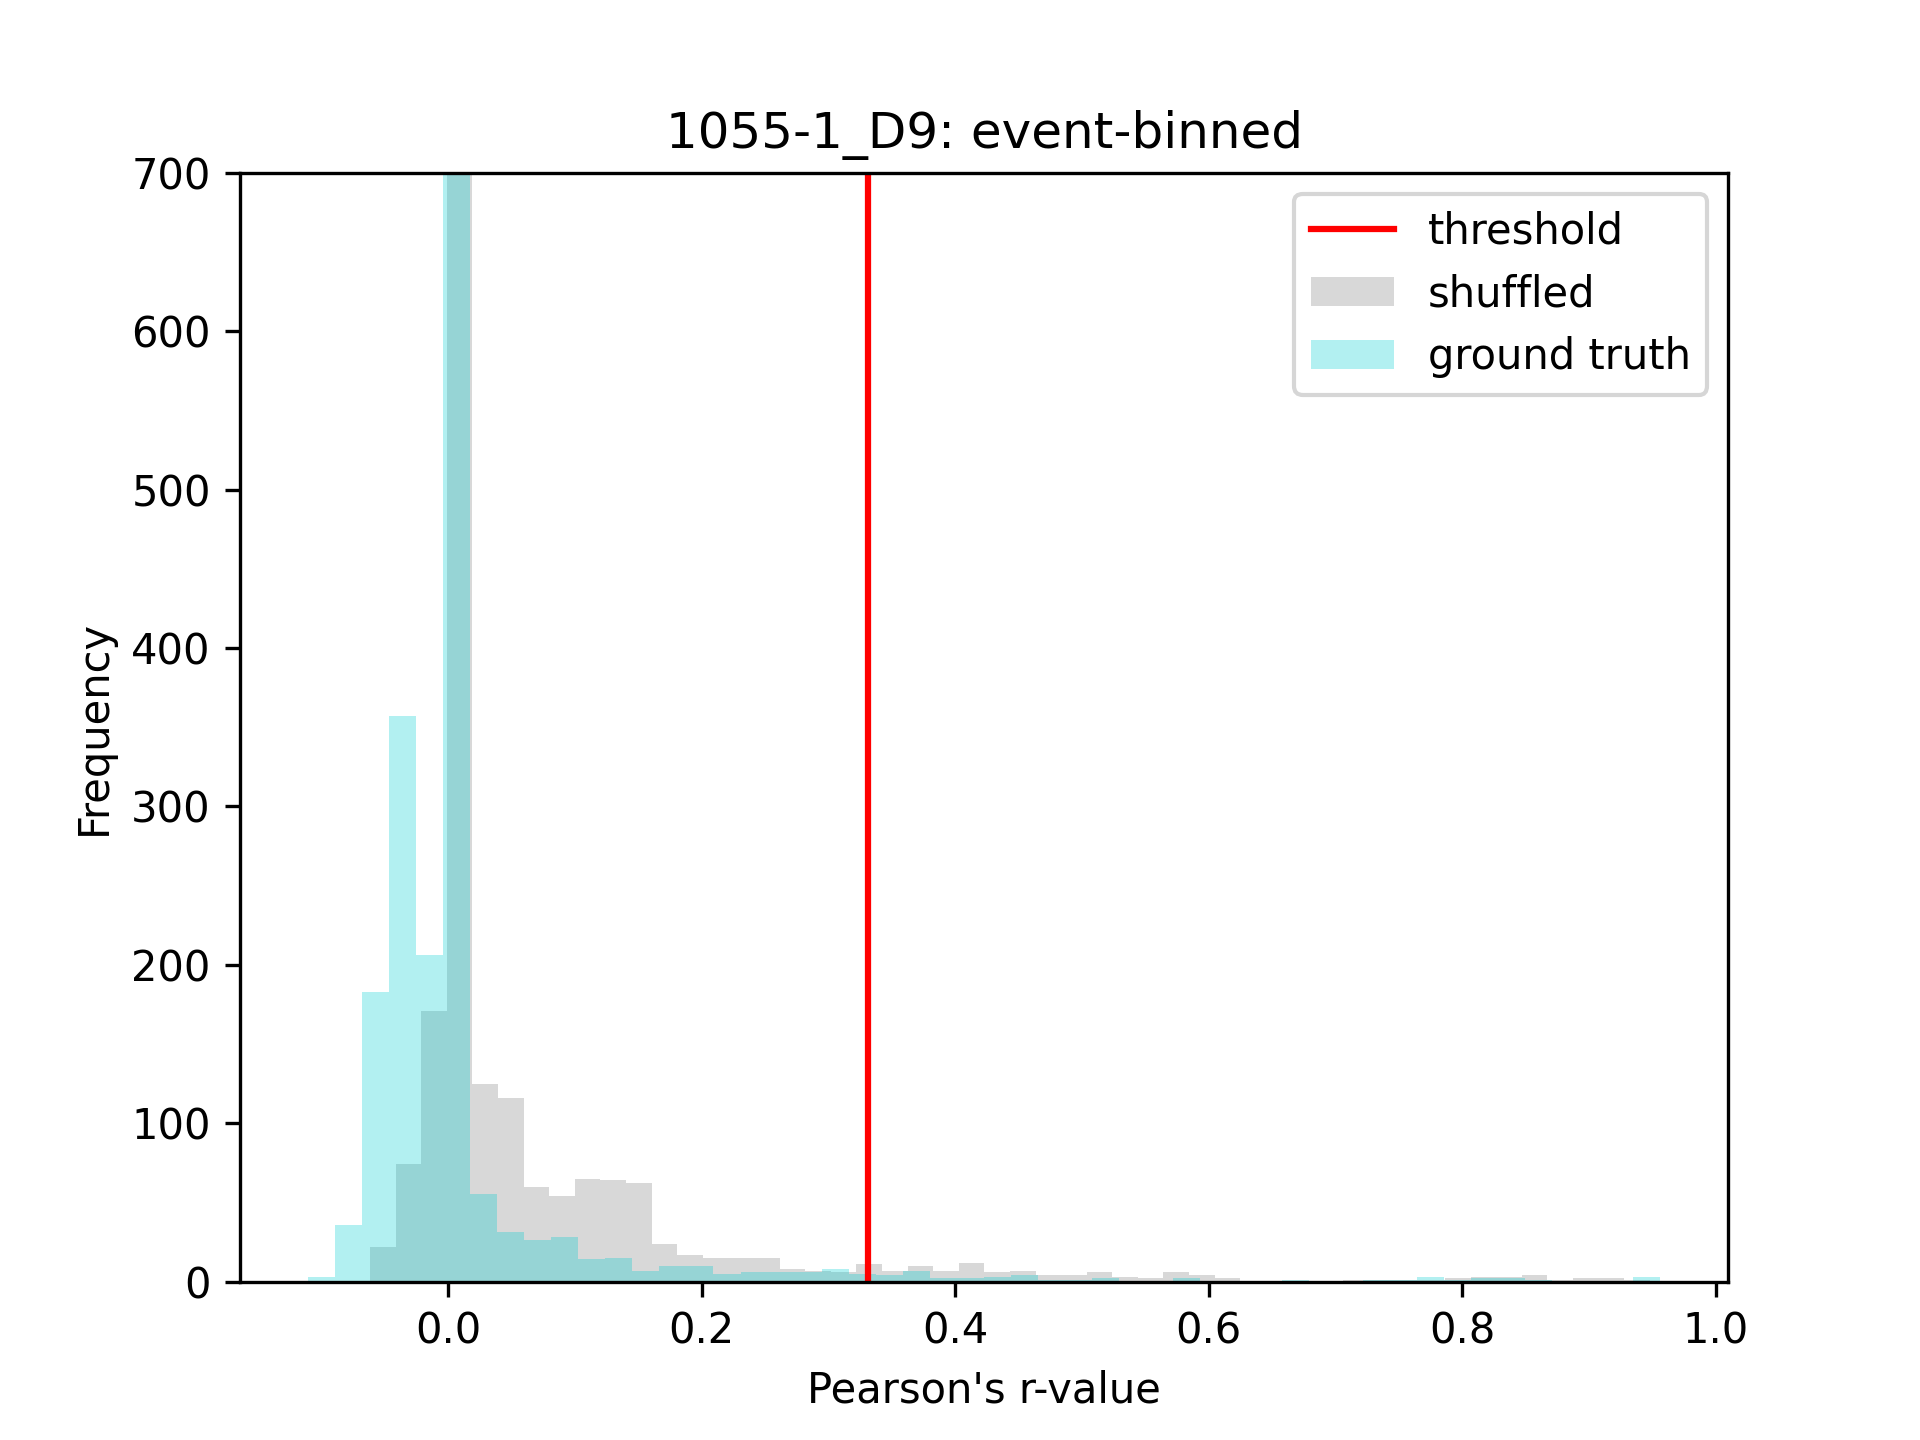 1055-1_D9: event-binned
threshold
shuffled
ground truth
Frequency
700
600
500
400
300
200
100
0
0.0 0.2 0.4 0.6 0.8 1.0
Pearson's r-value